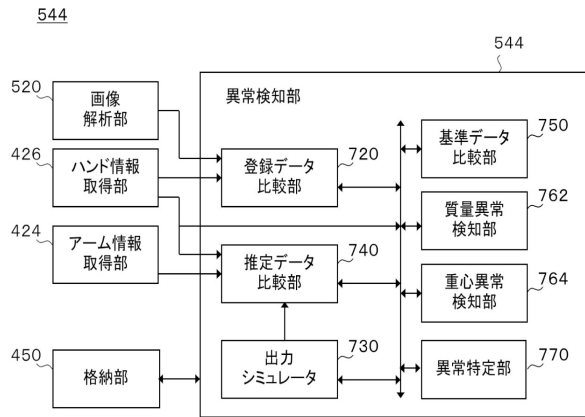 544
544
520
画像
解析部
426
ハンド情報
取得部
424
アーム情報
取得部
450
格納部
異常検知部
登録データ
比較部
720
推定データ
比較部
740
出力
シミュレータ
730
基準データ
比較部
750
質量異常
検知部
762
重心異常
検知部
764
異常特定部
770